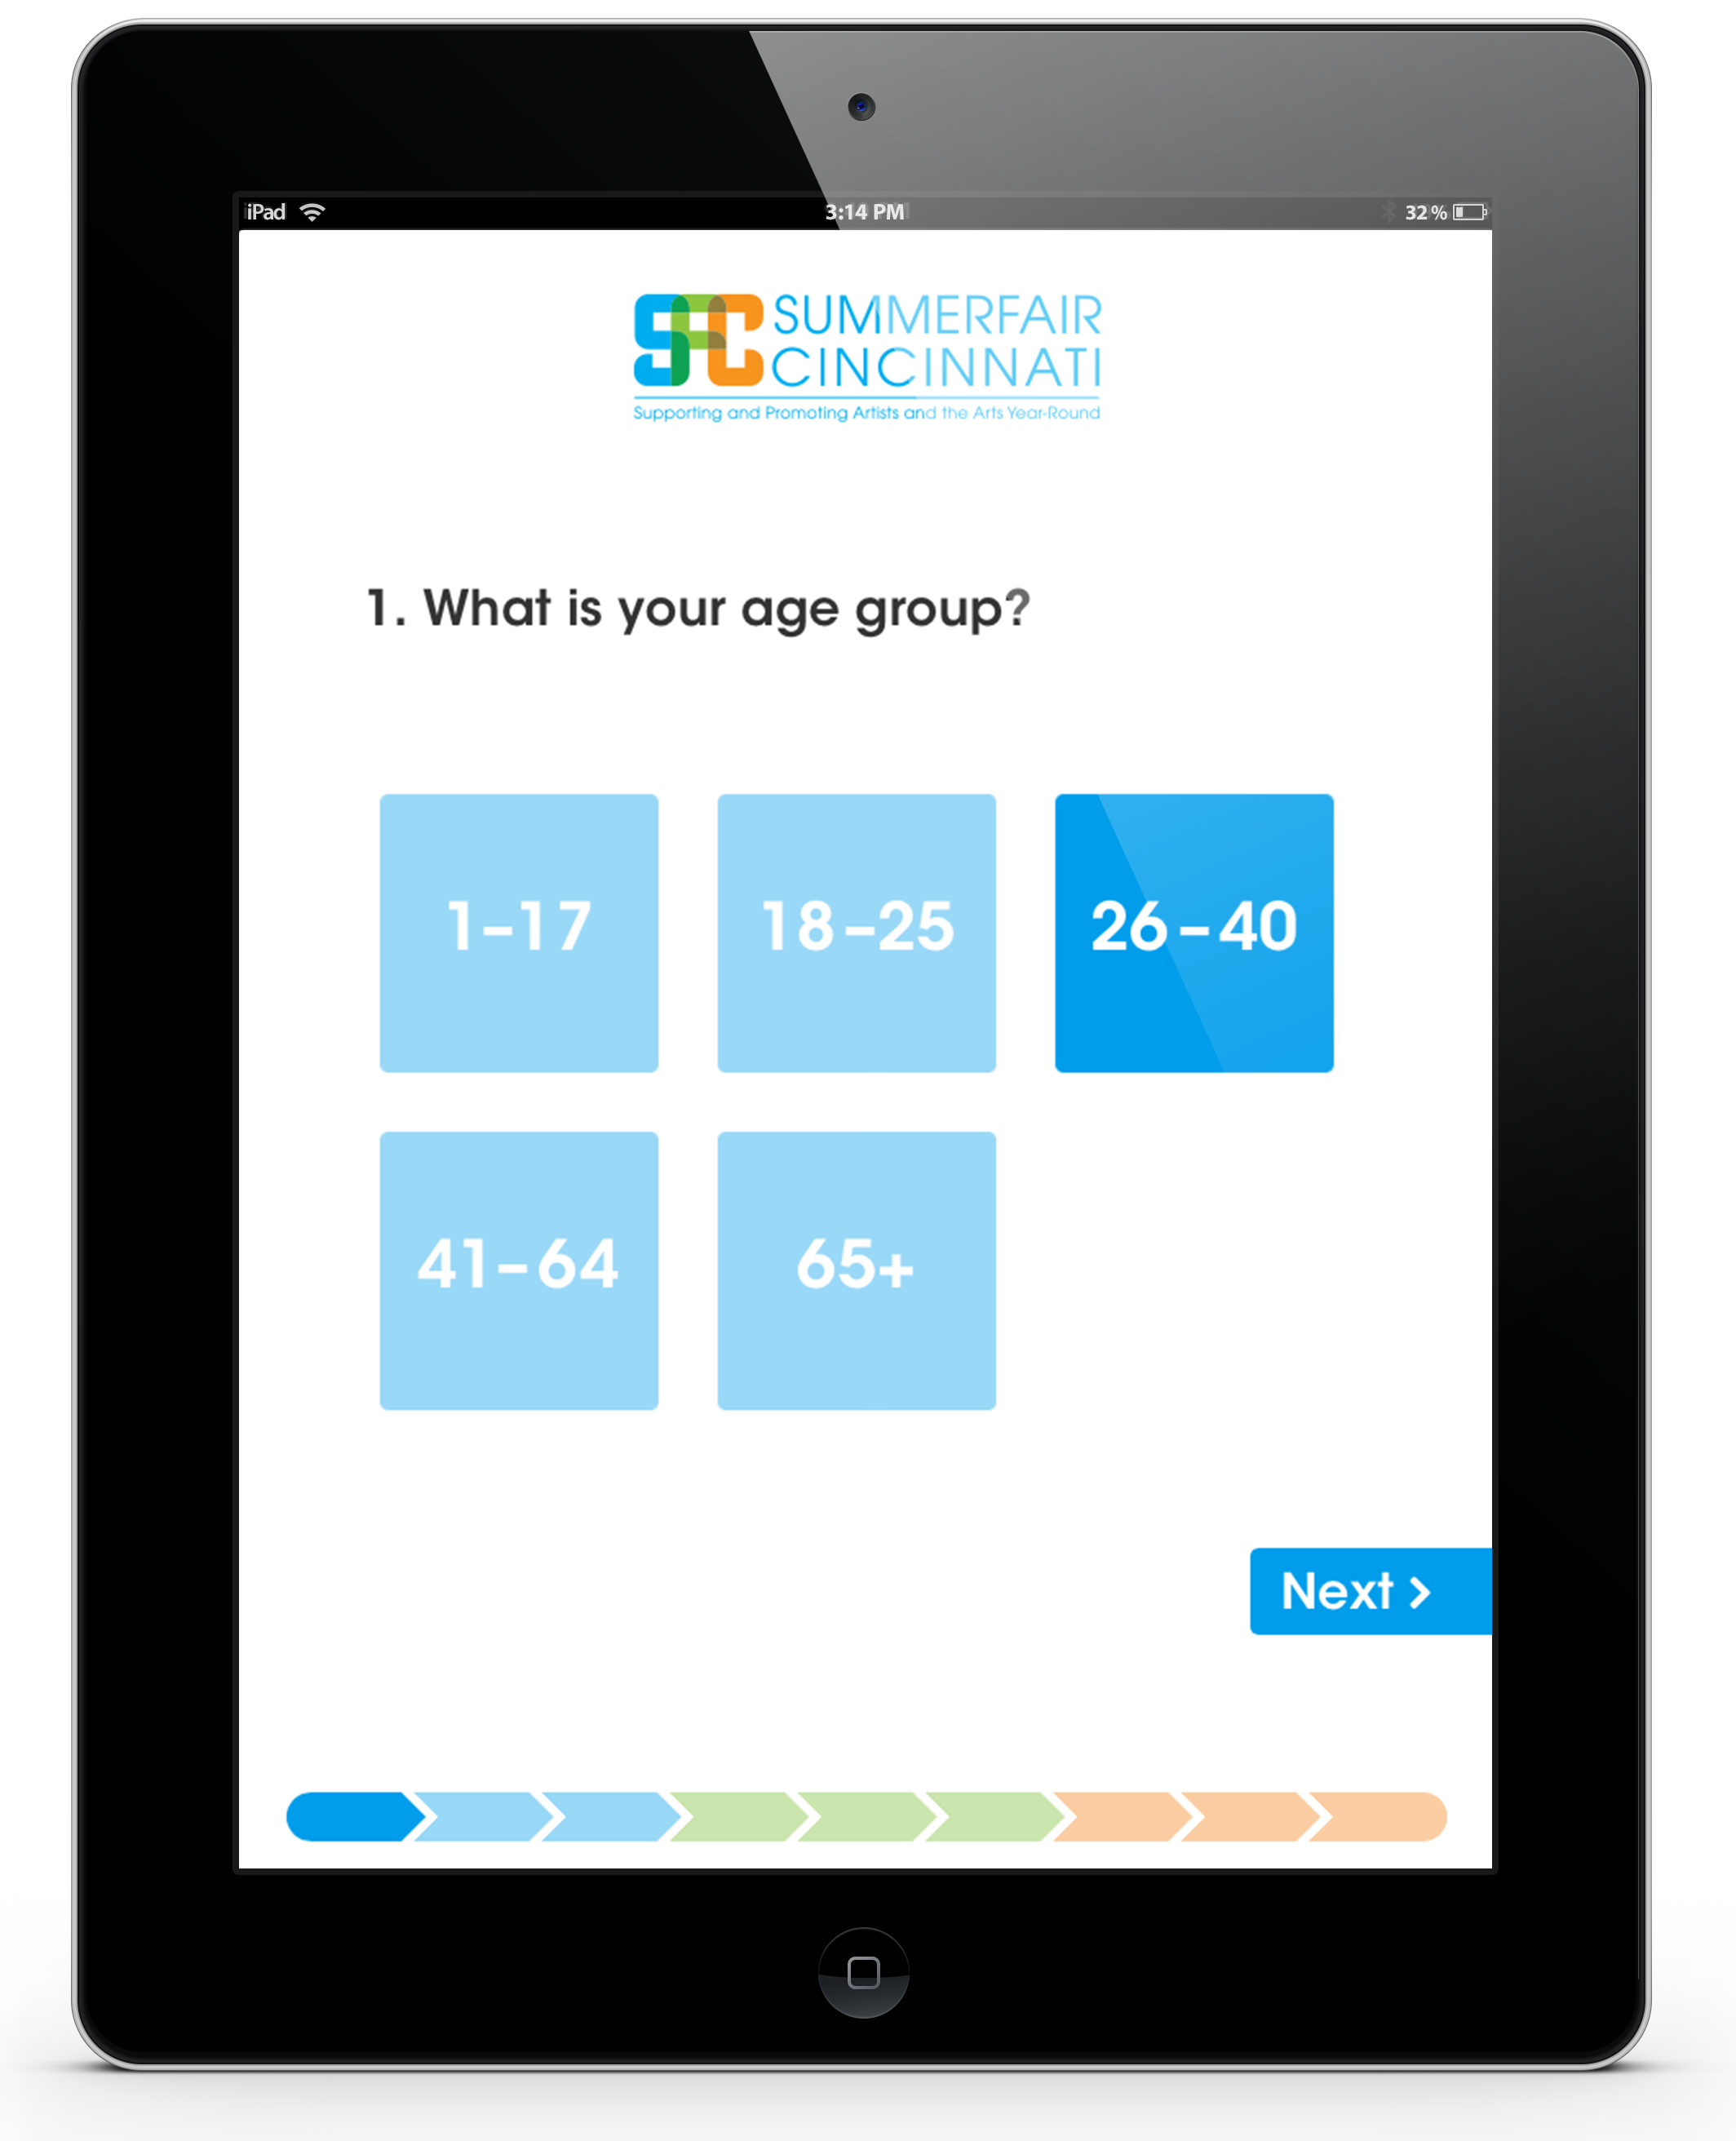 iPad 3:14 PM 32%
SFC SUMMERFAIR
CINCINNATI
Supporting and Promoting Artists and the Arts Year-Round
1. What is your age group?
1–17 18–25 26–40
41–64 65+
Next >